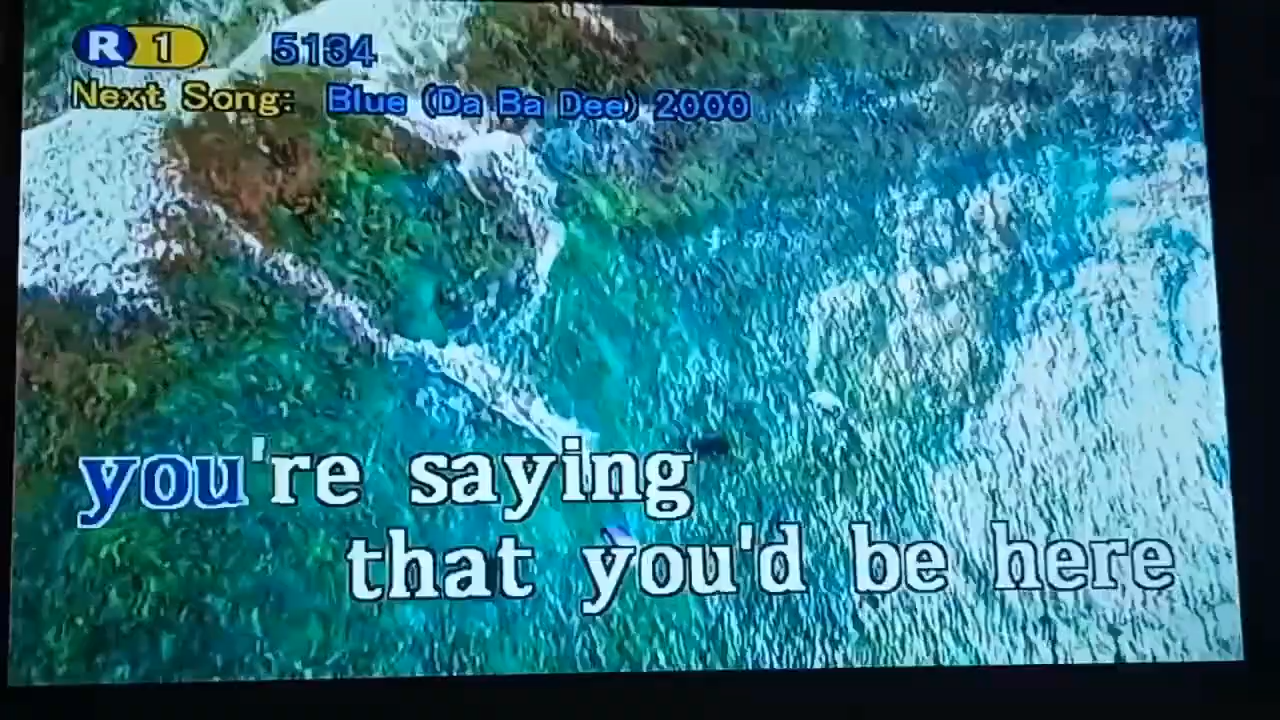 R 1 5134
Next Song: Blue (Da Ba Dee) 2000
you're saying
that you'd be here